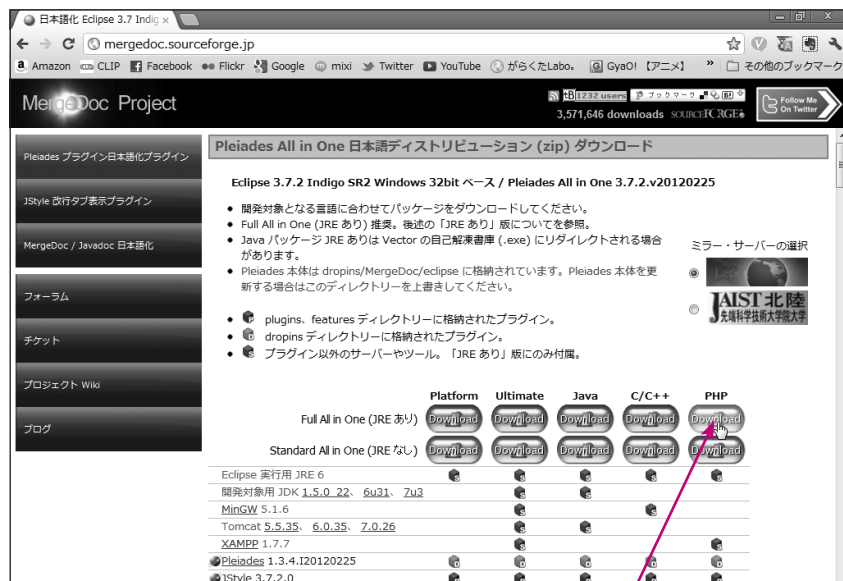 日本語化 Eclipse 3.7 Indig
mergedoc.sourceforge.jp
Amazon CLIP Facebook Flickr Google mixi Twitter YouTube がらくたLabo。 GyaO! 【アニメ】 » その他のブックマーク
MergeDoc Project
1232 users ブックマーク
3,571,646 downloads SOURCEFORGE
Follow Me
On Twitter
Pleiades プラグイン日本語化プラグイン
JStyle 改行タブ表示プラグイン
MergeDoc / Javadoc 日本語化
フォーラム
チケット
プロジェクト Wiki
ブログ
Pleiades All in One 日本語ディストリビューション (zip) ダウンロード
Eclipse 3.7.2 Indigo SR2 Windows 32bit ベース / Pleiades All in One 3.7.2.v20120225
● 開発対象となる言語に合わせてパッケージをダウンロードしてください。
● Full All in One (JRE あり) 推奨。後述の「JRE あり」版についてを参照。
● Java パッケージ JRE ありは Vector の自己解凍書庫 (.exe) にリダイレクトされる場合
があります。
● Pleiades 本体は dropins/MergeDoc/eclipse に格納されています。Pleiades 本体を更
新する場合はこのディレクトリーを上書きしてください。
● plugins、features ディレクトリーに格納されたプラグイン。
● dropins ディレクトリーに格納されたプラグイン。
● プラグイン以外のサーバーやツール。「JRE あり」版にのみ付属。
ミラー・サーバーの選択
JAIST 北陸
先端科学技術大学院大学
Platform Ultimate Java C/C++ PHP
Full All in One (JRE あり) Download Download Download Download Download
Standard All in One (JRE なし) Download Download Download Download Download
Eclipse 実行用 JRE 6
開発対象用 JDK 1.5.0_22、 6u31、 7u3
MinGW 5.1.6
Tomcat 5.5.35、 6.0.35、 7.0.26
XAMPP 1.7.7
Pleiades 1.3.4.I20120225
JStyle 3.7.2.0